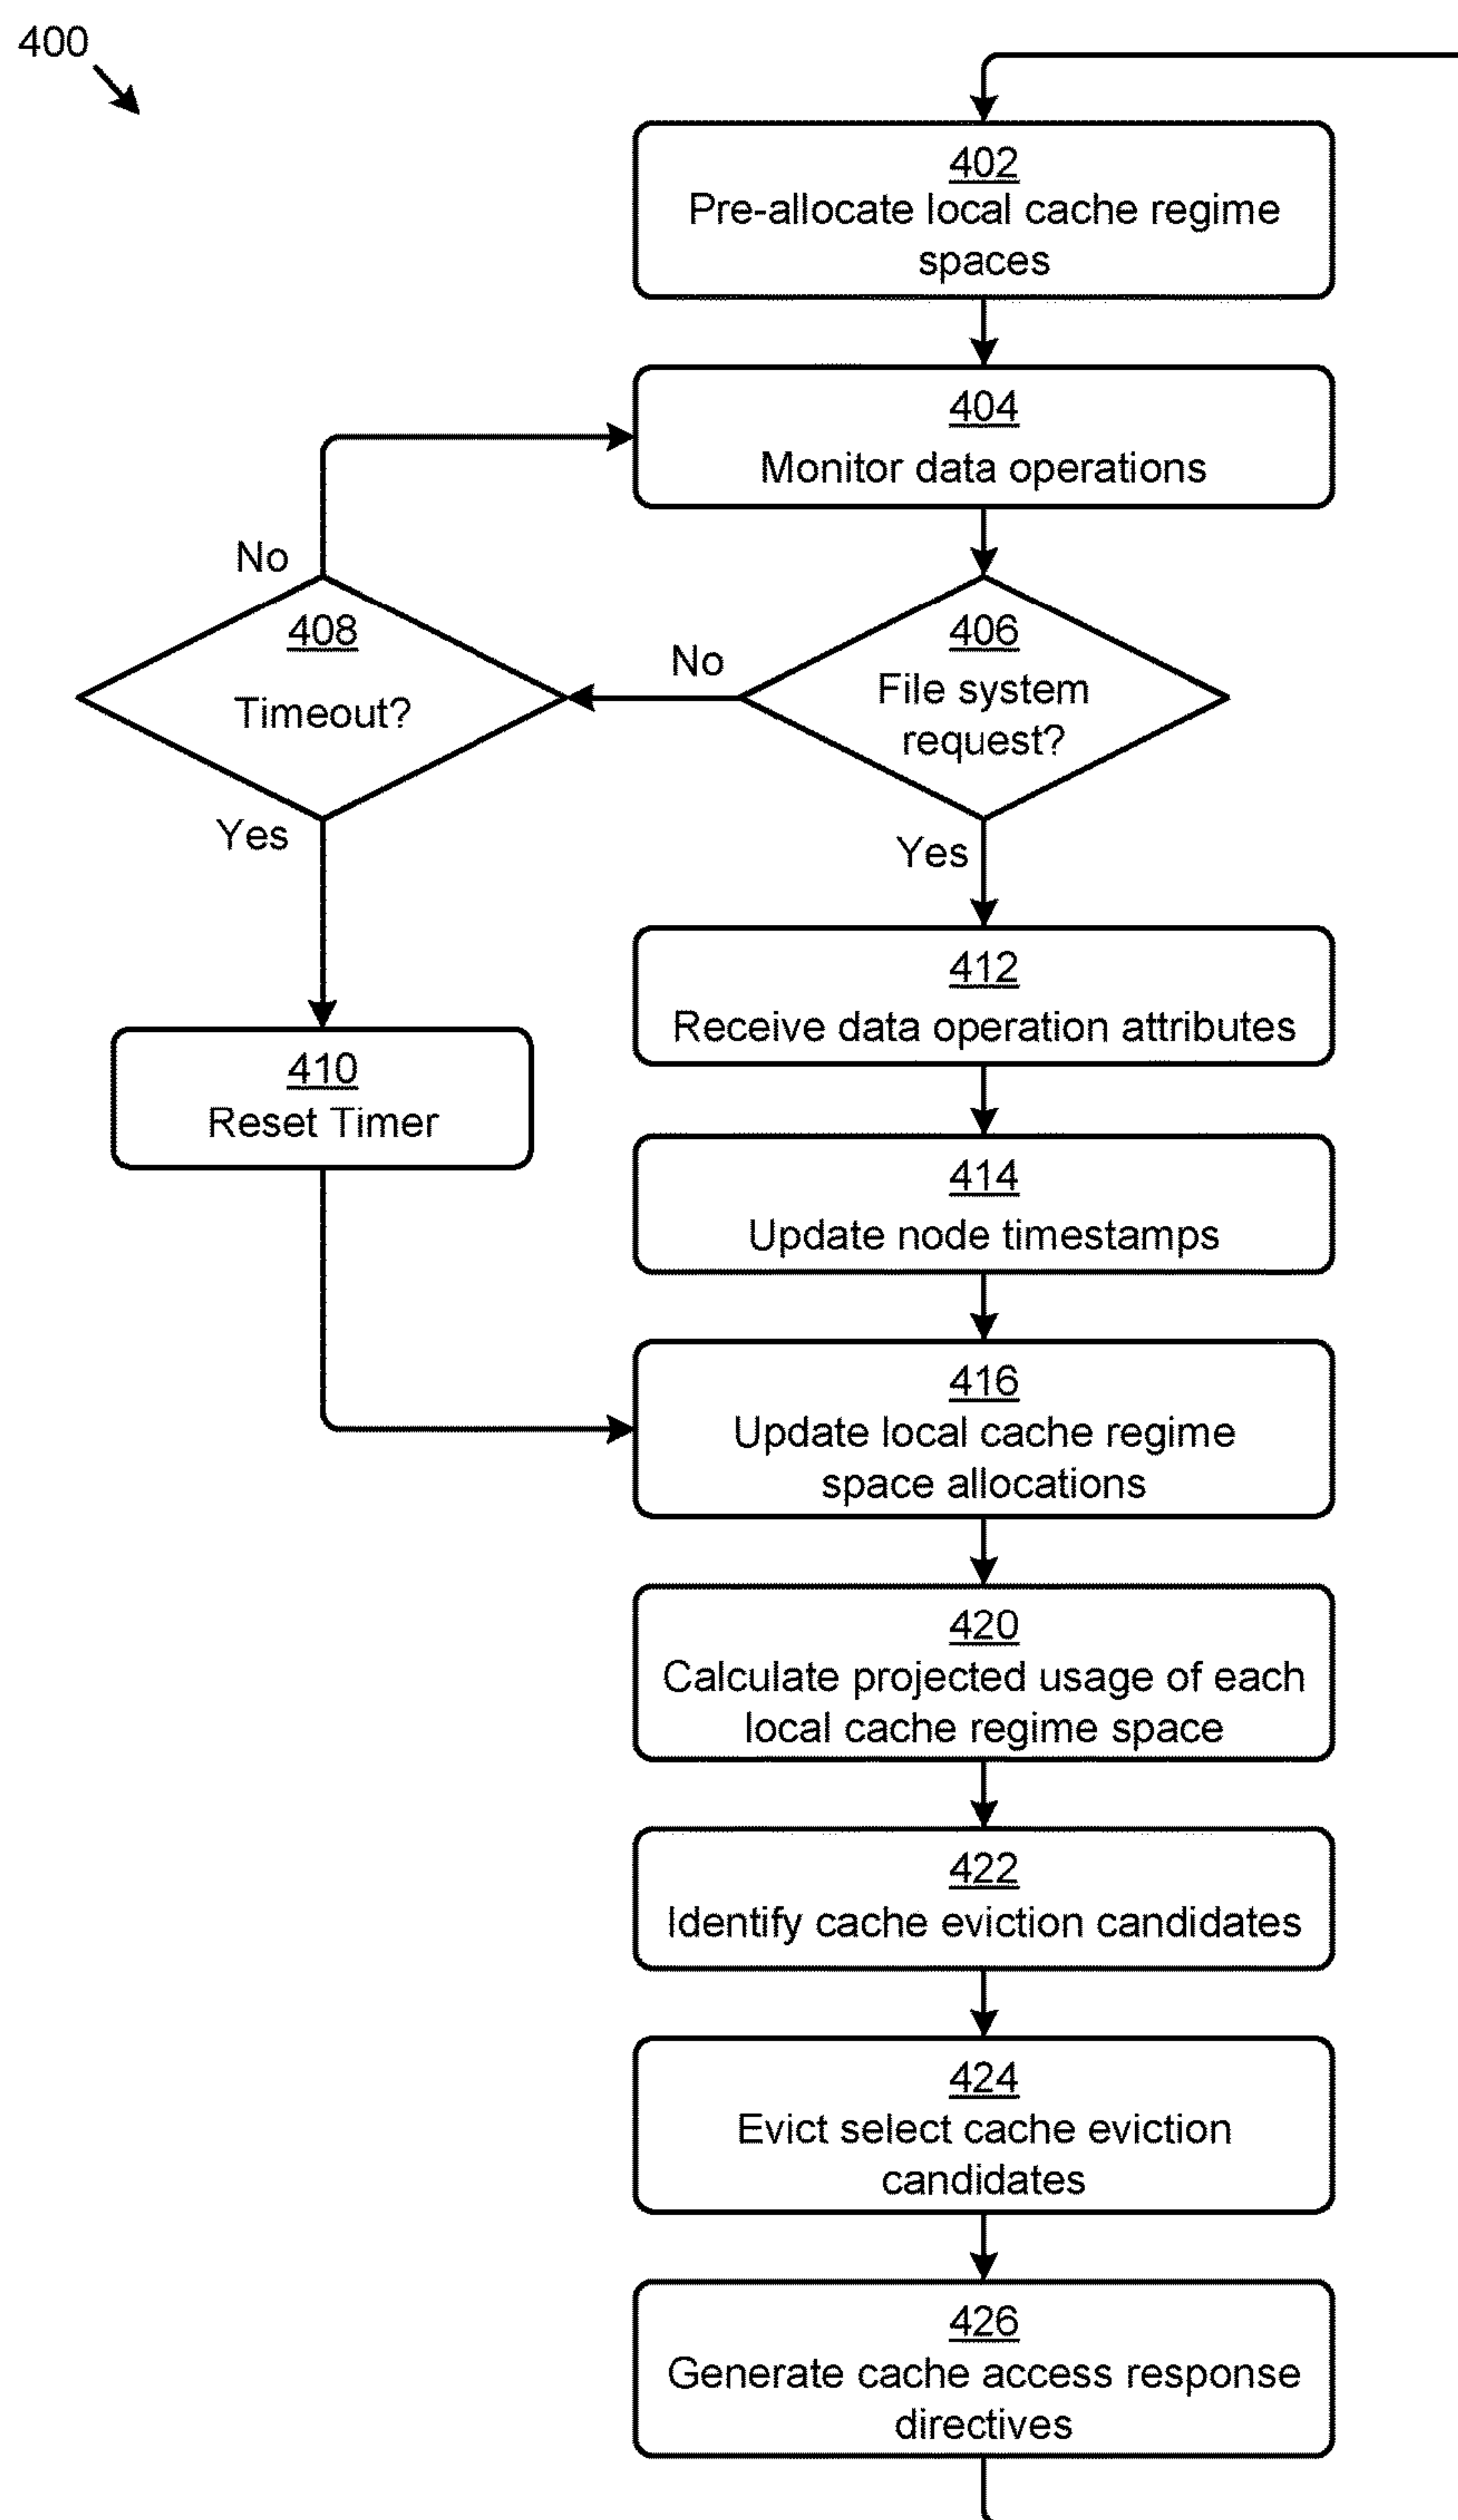 400
402
Pre-allocate local cache regime
spaces
404
Monitor data operations
No
408
Timeout?
No
406
File system
request?
Yes
Yes
412
Receive data operation attributes
410
Reset Timer
414
Update node timestamps
416
Update local cache regime
space allocations
420
Calculate projected usage of each
local cache regime space
422
Identify cache eviction candidates
424
Evict select cache eviction
candidates
426
Generate cache access response
directives